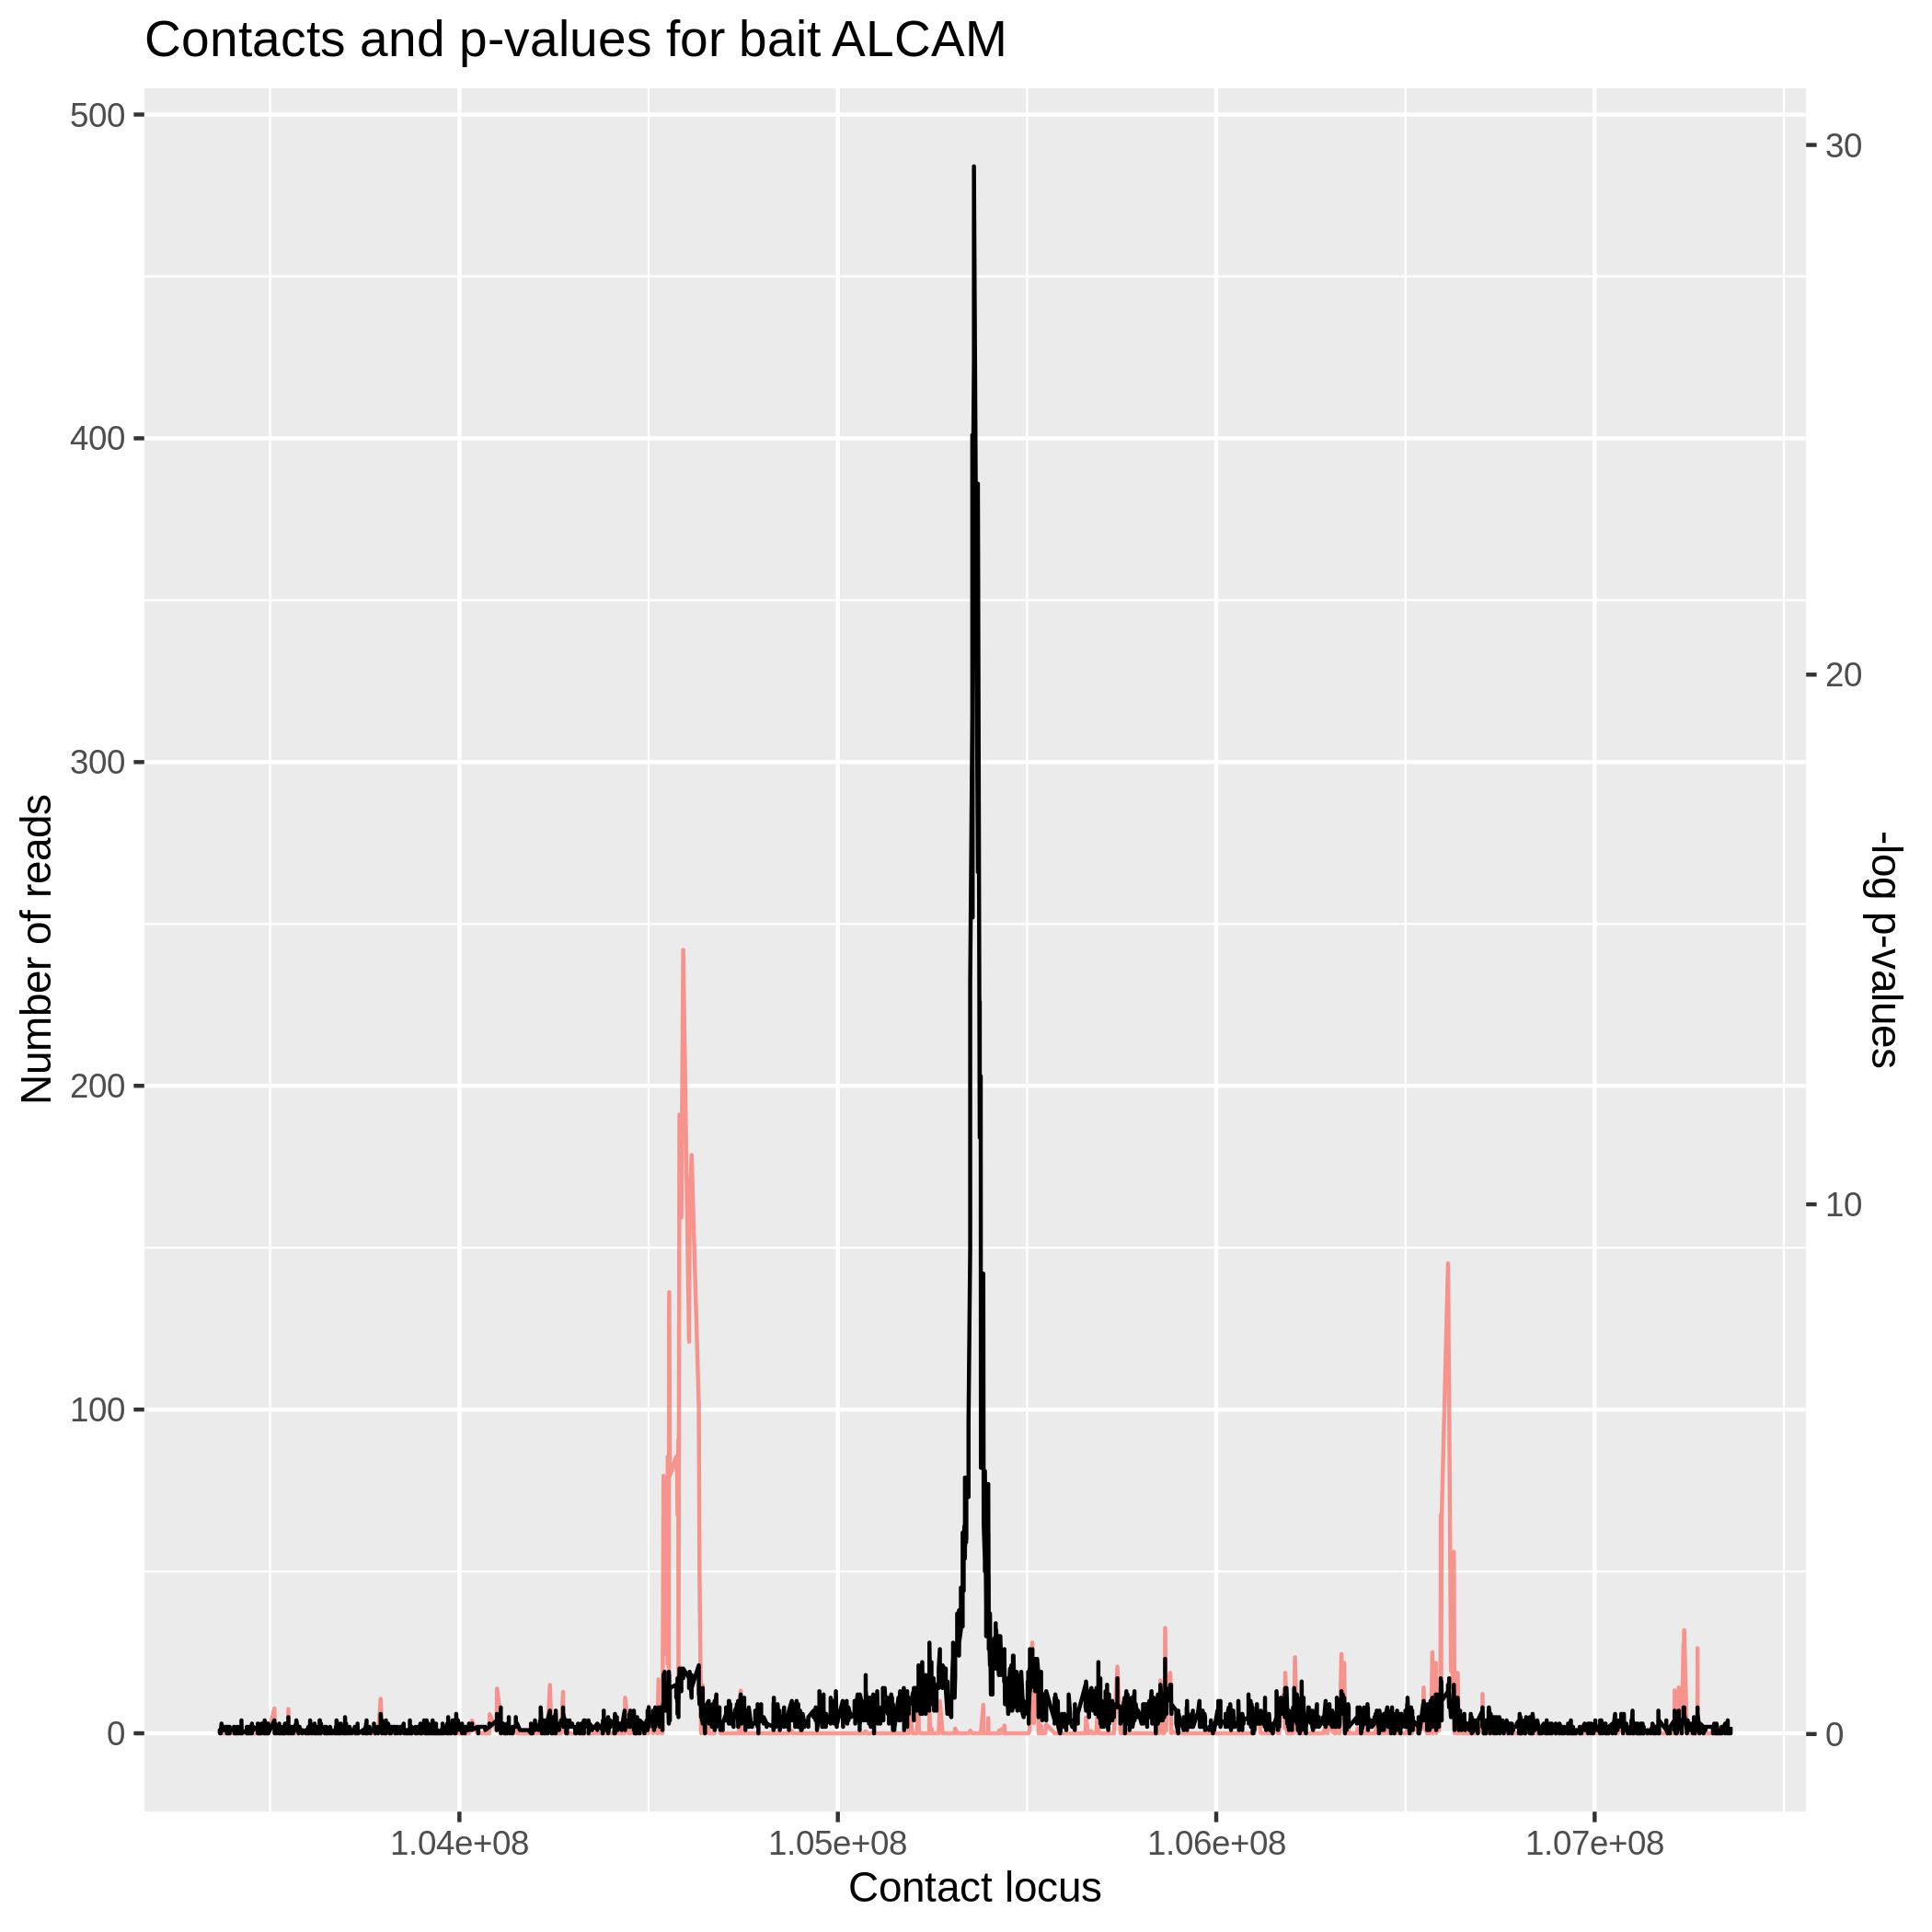 Contacts and p-values for bait ALCAM
500
400
300
200
100
0
30
20
10
0
Number of reads
-log p-values
1.04e+08
1.05e+08
1.06e+08
1.07e+08
Contact locus